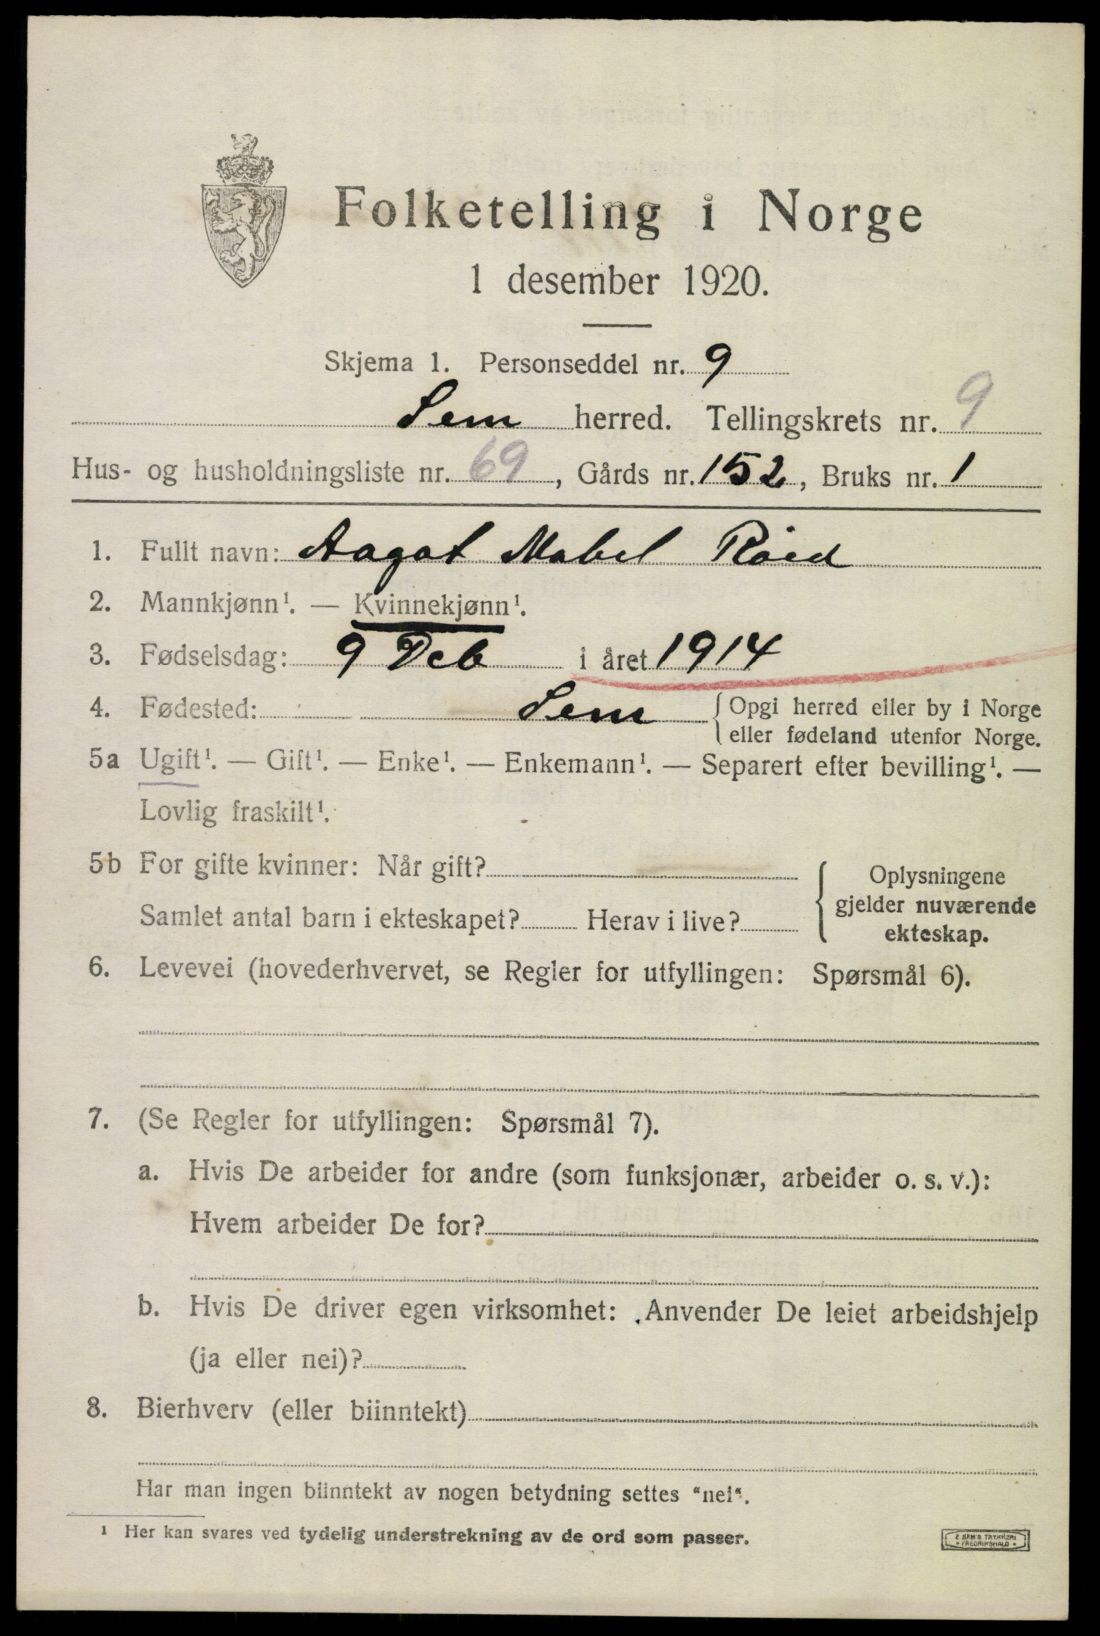 Folketelling i Norge
1 desember 1920.
Skjema 1. Personseddel nr. 9
Sem herred. Tellingskrets nr. 9
Hus- og husholdningsliste nr. 69, Gårds nr. 152, Bruks nr. 1
1. Fullt navn: Aagot Mabel Röed
2. Mannkjønn¹. — Kvinnekjønn¹.
3. Fødselsdag: 9 Deb i året 1914
4. Fødested: Sem {Opgi herred eller by i Norge
eller fødeland utenfor Norge.
5a Ugift¹. — Gift¹. — Enke¹. — Enkemann¹. — Separert efter bevilling¹. —
Lovlig fraskilt¹.
5b For gifte kvinner: Når gift?
Samlet antal barn i ekteskapet? Herav i live?
{Oplysningene
gjelder nuværende
ekteskap.
6. Levevei (hovederhvervet, se Regler for utfyllingen: Spørsmål 6).
7. (Se Regler for utfyllingen: Spørsmål 7).
a. Hvis De arbeider for andre (som funksjonær, arbeider o. s. v.):
Hvem arbeider De for?
b. Hvis De driver egen virksomhet: Anvender De leiet arbeidshjelp
(ja eller nei)?
8. Bierhverv (eller biinntekt)
Har man ingen biinntekt av nogen betydning settes "nei".
¹ Her kan svares ved tydelig understrekning av de ord som passer.